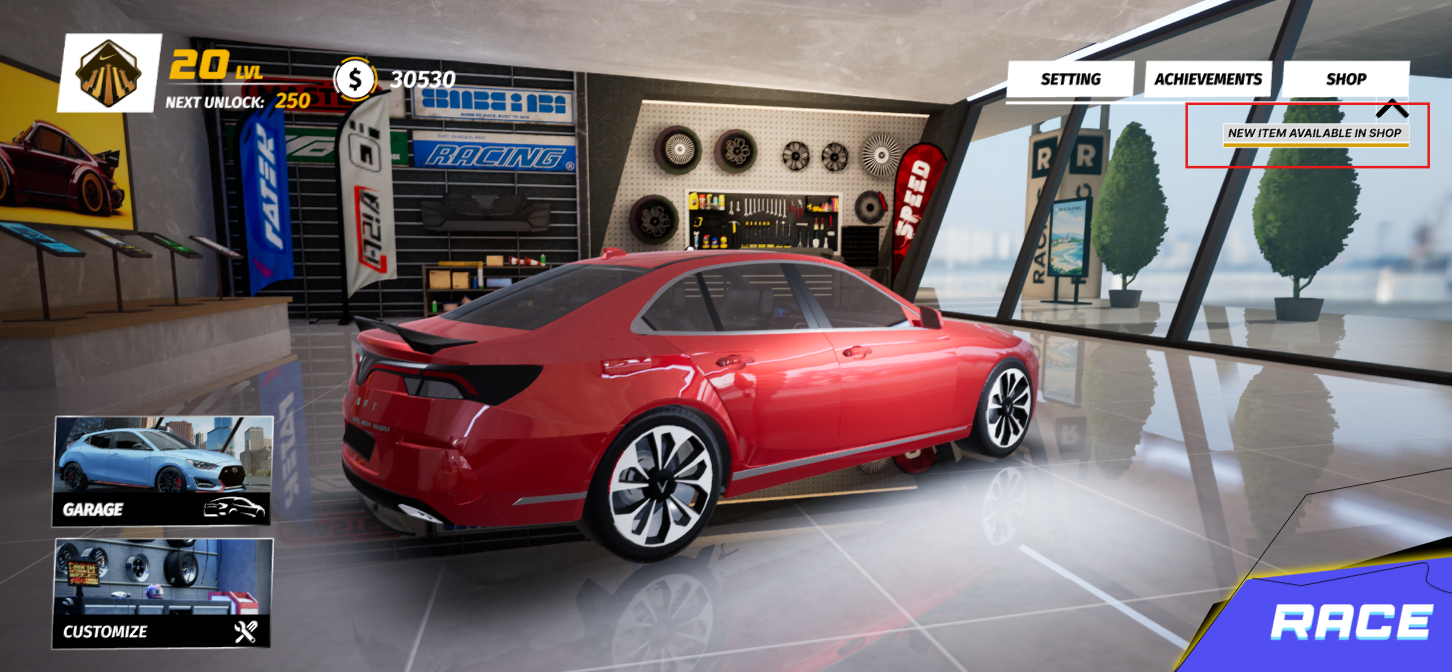 20 LVL
NEXT UNLOCK: 250
$ 30530
SETTING
ACHIEVEMENTS
SHOP
NEW ITEM AVAILABLE IN SHOP
RACING
SPEED
R R
GARAGE
CUSTOMIZE
RACE